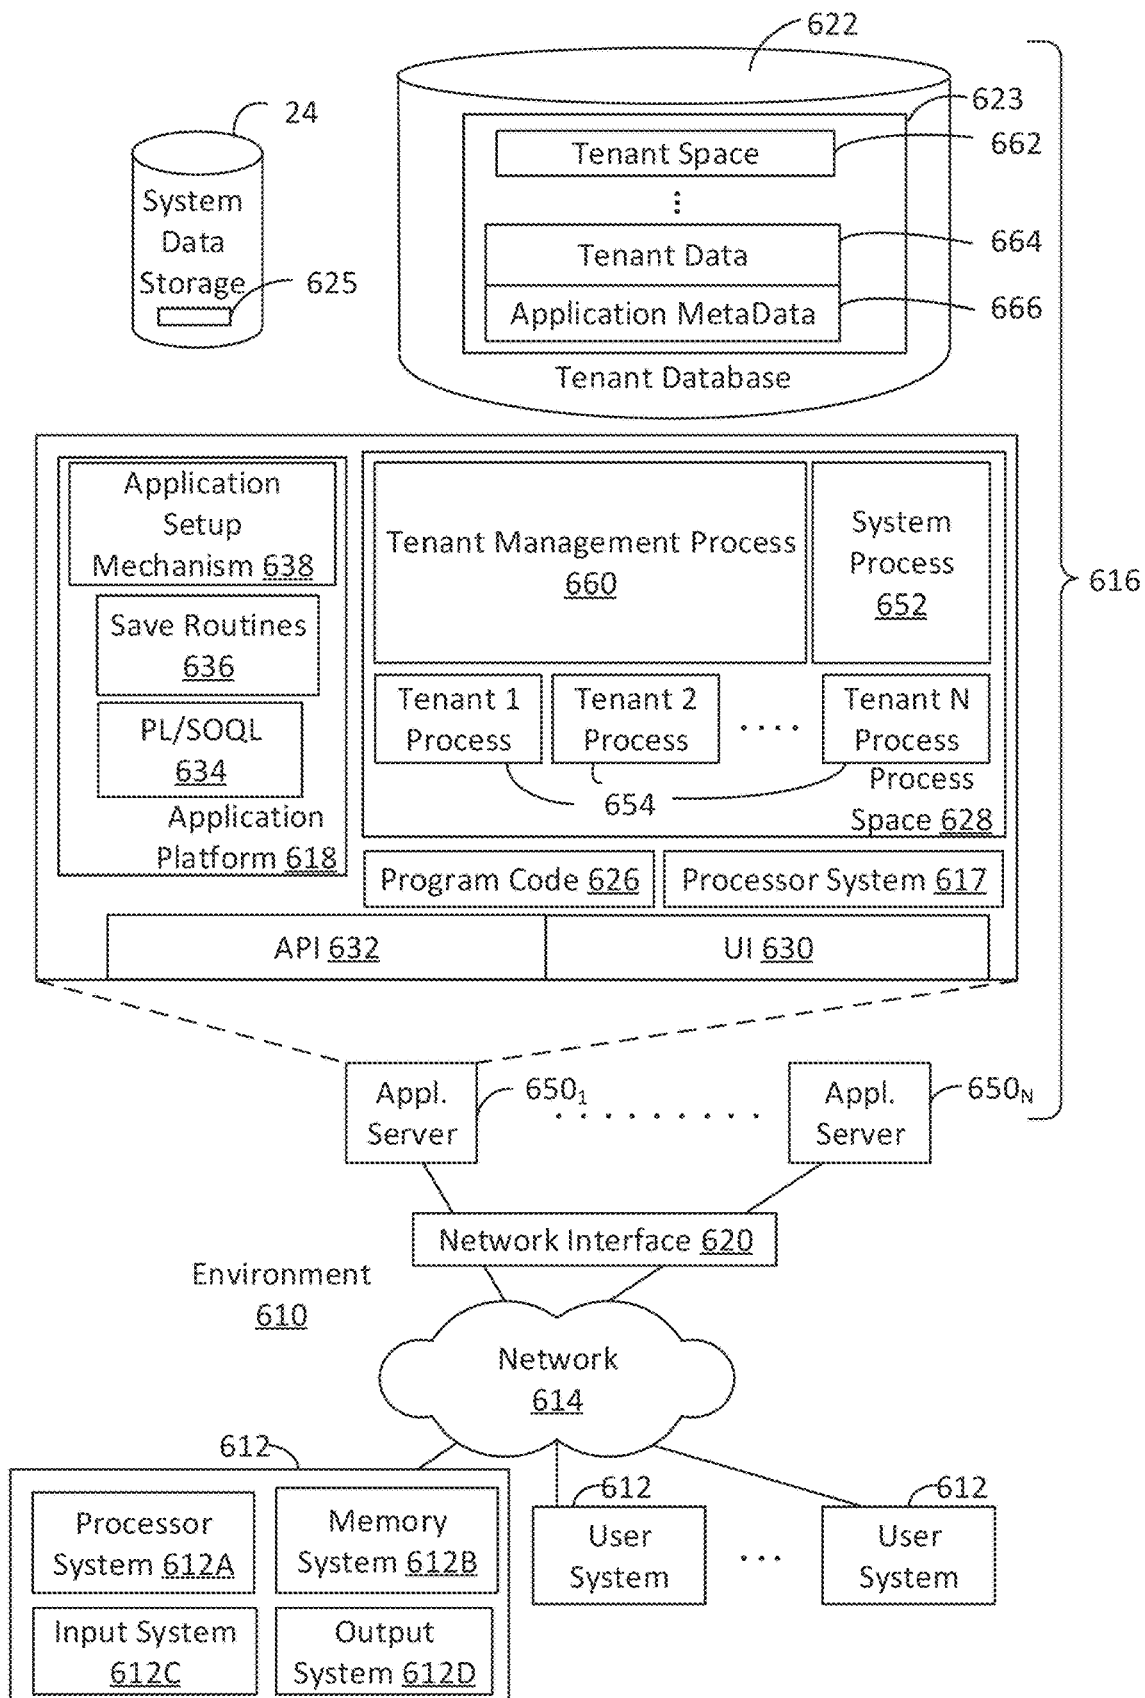 622
24
System
Data
Storage
625
623
Tenant Space
662
Tenant Data
664
Application MetaData
666
Tenant Database
Application
Setup
Mechanism 638
Save Routines
636
PL/SOQL
634
Application
Platform 618
Tenant Management Process
660
System
Process
652
Tenant 1
Process
Tenant 2
Process
Tenant N
Process
654
Process
Space 628
616
Program Code 626
Processor System 617
API 632
UI 630
Appl.
Server
650₁
Appl.
Server
650N
Network Interface 620
Environment
610
Network
614
612
Processor
System 612A
Memory
System 612B
Input System
612C
Output
System 612D
612
User
System
612
User
System